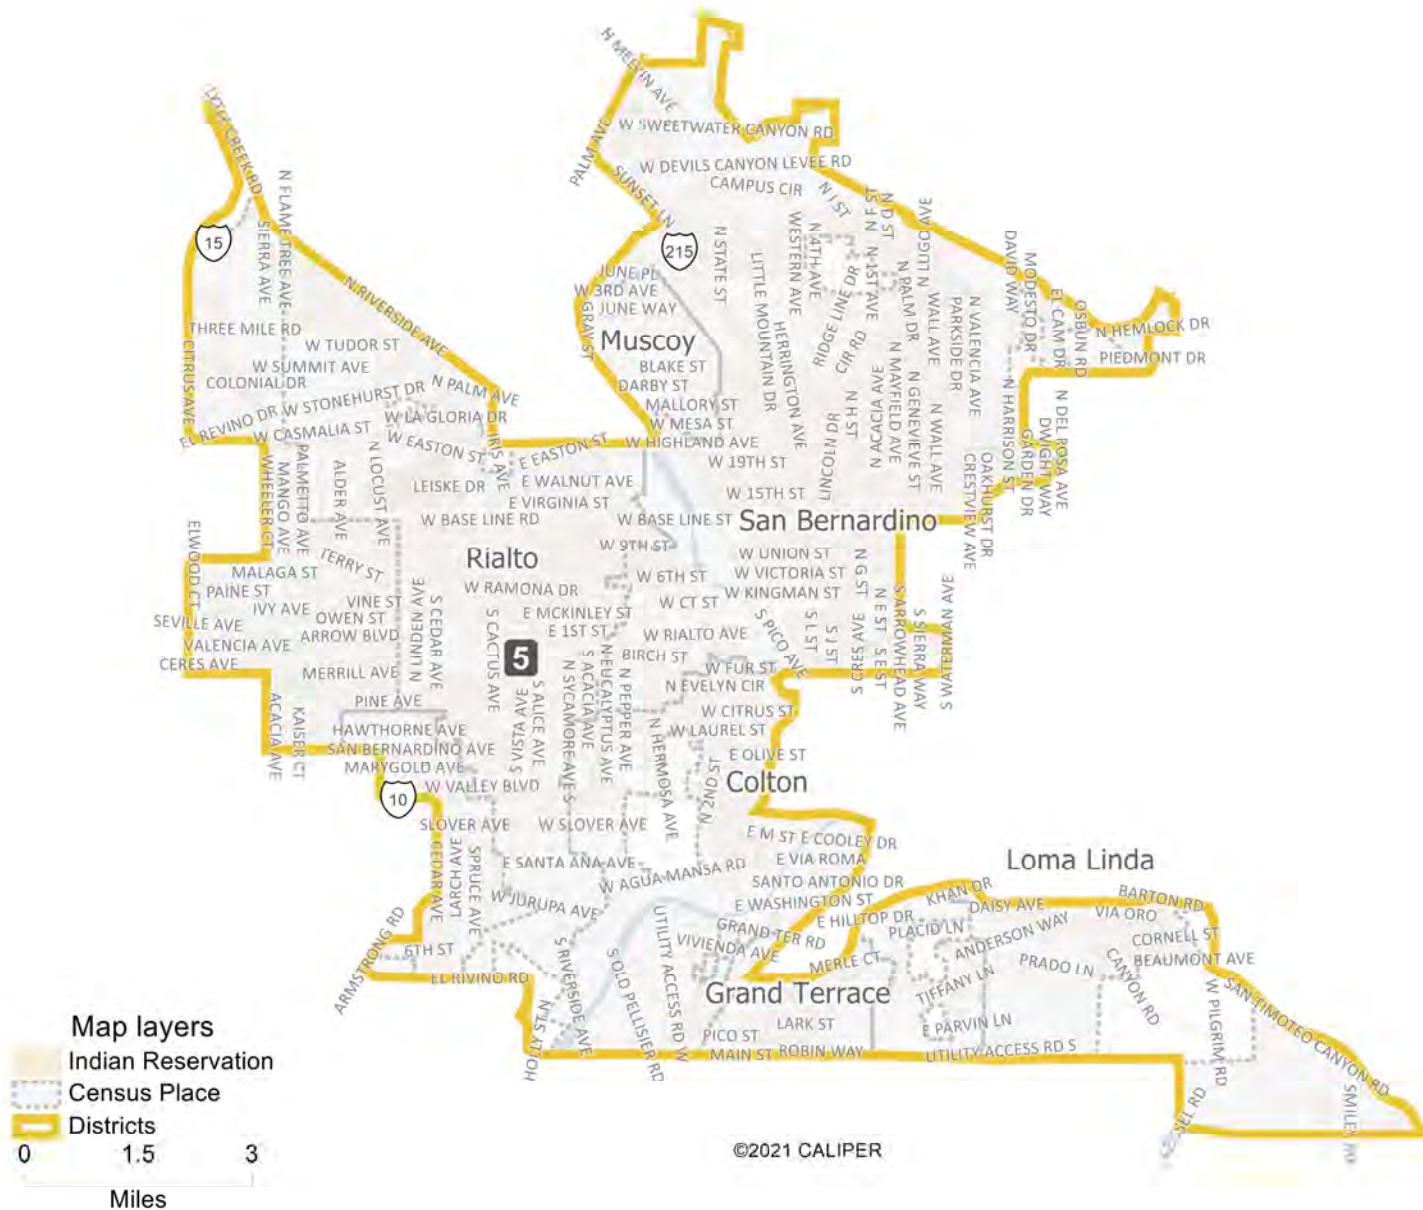 N MELVIN AVE
W SWEETWATER CANYON RD
PALM AVE
W DEVILS CANYON LEVEE RD
CAMPUS CIR
SUNSET LN
LYTLE CREEK RD
N FLAME TREE AVE
SIERRA AVE
15
215
N STATE ST
N I ST
N F ST
N D ST
N LUGO AVE
WESTERN AVE
N 4TH AVE
N 1ST AVE
LITTLE MOUNTAIN DR
RIDGE LINE DR
N PALM DR
DAVID WAY
MODESTO DR
EL CAM DR
OSBUN RD
N HEMLOCK DR
PIEDMONT DR
N RIVERSIDE AVE
JUNE PL
W 3RD AVE
JUNE WAY
GRAY ST
Muscoy
HERRINGTON AVE
CIR RD
WALL AVE
PARKSIDE DR
N VALENCIA AVE
THREE MILE RD
W TUDOR ST
W SUMMIT AVE
COLONIAL DR
CITRUS AVE
BLAKE ST
DARBY ST
MALLORY ST
W MESA ST
W HIGHLAND AVE
N MAYFIELD AVE
N GENEVIEVE ST
N ACACIA AVE
N H ST
N WALL AVE
N HARRISON ST
N DEL ROSA AVE
DWIGHT WAY
GARDEN DR
EL REVINO DR
W STONEHURST DR
N PALM AVE
W LA GLORIA DR
W CASMALIA ST
W EASTON ST
IRIS AVE
E EASTON ST
W 19TH ST
LINCOLN DR
OAKHURST DR
CRESTVIEW AVE
WHEELER CT
MANGO AVE
PALMETTO AVE
ALDER AVE
N LOCUST AVE
LEISKE DR
E WALNUT AVE
E VIRGINIA ST
W 15TH ST
W BASE LINE RD
W BASE LINE ST
San Bernardino
ELWOOD CT
TERRY ST
Rialto
W 9TH ST
W UNION ST
W VICTORIA ST
W KINGMAN ST
N G ST
MALAGA ST
PAINE ST
IVY AVE
VINE ST
OWEN ST
ARROW BLVD
W RAMONA DR
W 6TH ST
W CT ST
E MCKINLEY ST
E 1ST ST
W RIALTO AVE
BIRCH ST
W FUR ST
N EVELYN CIR
SEVILLE AVE
VALENCIA AVE
CERES AVE
MERRILL AVE
N LINDEN AVE
S CEDAR AVE
S CACTUS AVE
5
S PICO AVE
S I ST
S J ST
S GRES AVE
N E ST
S E ST
S ARROWHEAD AVE
S SIERRA WAY
S WATERMAN AVE
PINE AVE
HAWTHORNE AVE
SAN BERNARDINO AVE
MARYGOLD AVE
W VALLEY BLVD
ACACIA AVE
KAISER CT
S VISTA AVE
S ALICE AVE
N SYCAMORE AVE S
S ACACIA AVE
N EUCALYPTUS AVE
N PEPPER AVE
N HERMOSA AVE
N 2ND ST
W CITRUS ST
W LAUREL ST
E OLIVE ST
Colton
10
SLOVER AVE
W SLOVER AVE
E M ST
E COOLEY DR
E VIA ROMA
CEDAR AVE
LARCH AVE
SPRUCE AVE
E SANTA ANA AVE
W AGUA MANSA RD
SANTO ANTONIO DR
E WASHINGTON ST
Loma Linda
KHAN DR
BARTON RD
W JURUPA AVE
E HILLTOP DR
DAISY AVE
VIA ORO
PLACID LN
ANDERSON WAY
CORNELL ST
BEAUMONT AVE
ARMSTRONG RD
6TH ST
EL RIVINO RD
UTILITY ACCESS RD W
GRAND TER RD
VIVIENDA AVE
MERLE CT
PRADO LN
CANYON RD
TIFFANY LN
Grand Terrace
E PARVIN LN
LARK ST
PICO ST
MAIN ST
ROBIN WAY
UTILITY ACCESS RD S
HOLLY ST N
S RIVERSIDE AVE
S OLD PELLISIER RD
W PILGRIM RD
SAN TIMOTEO CANYON RD
SMILEY RD
Map layers
Indian Reservation
Census Place
Districts
0 1.5 3
Miles
©2021 CALIPER